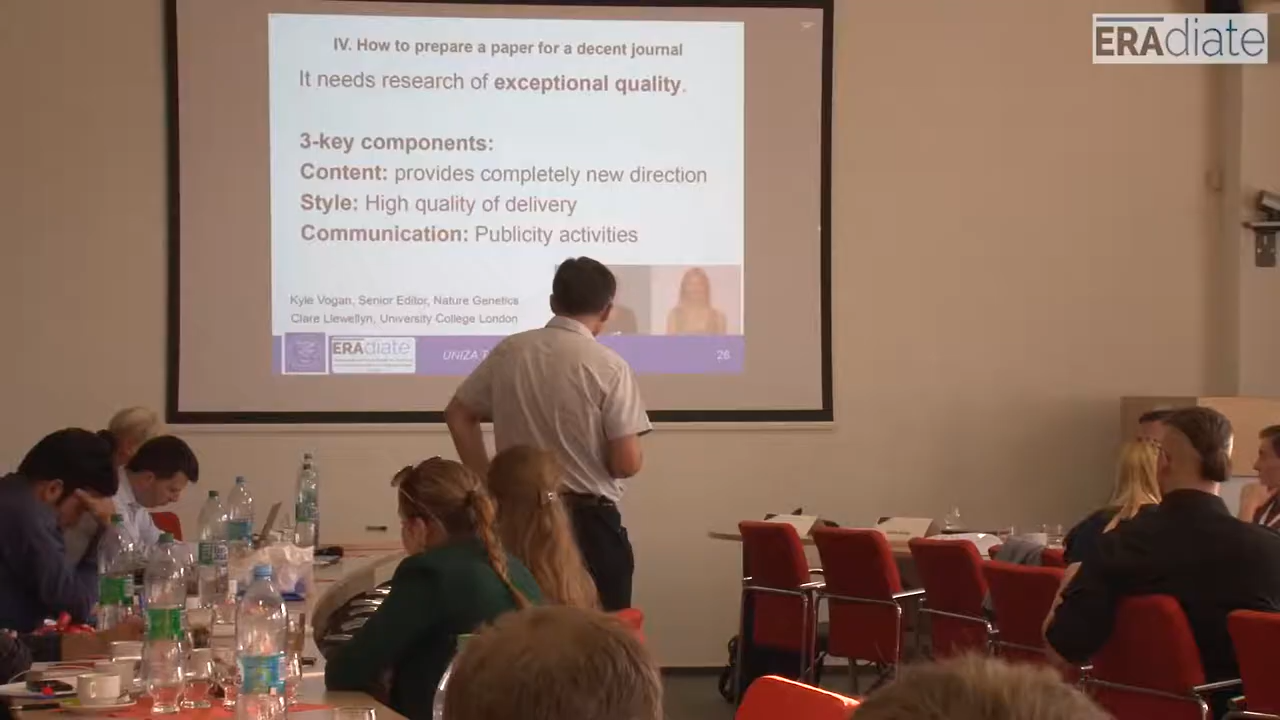 ERAdiate
IV. How to prepare a paper for a decent journal
It needs research of exceptional quality.
3-key components:
Content: provides completely new direction
Style: High quality of delivery
Communication: Publicity activities
Kyle Vogan, Senior Editor, Nature Genetics
Clare Llewellyn, University College London
ERAdiate
UNIZA
26